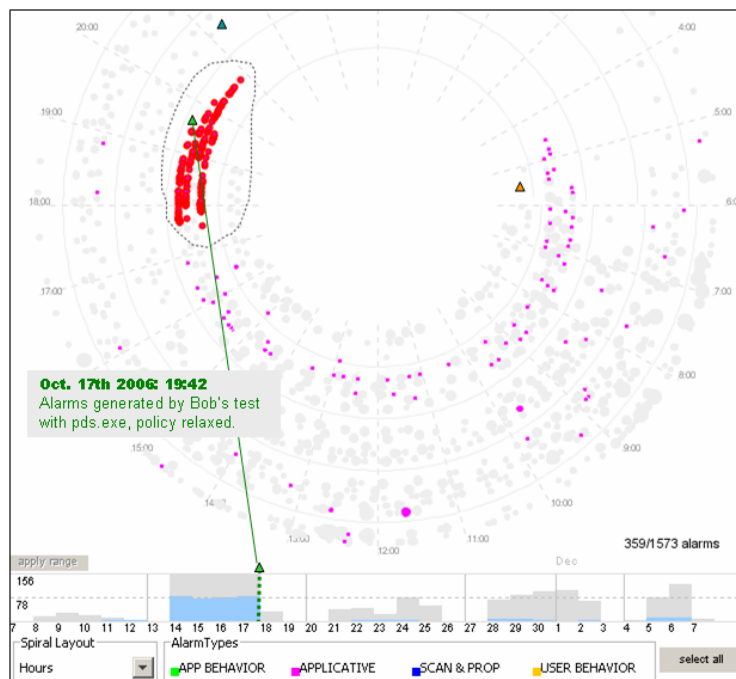 20:00
4:00
19:00
5:00
18:00
6:00
17:00
7:00
Oct. 17th 2006: 19:42
Alarms generated by Bob's test
with pds.exe, policy relaxed.
8:00
15:00
9:00
14:
10:00
13:00
12:00
11:00
359/1573 alarms
apply range
Dec
156
78
7 8 9 10 11 12 13 14 15 16 17 18 19 20 21 22 23 24 25 26 27 28 29 30 1 2 3 4 5 6 7
Spiral Layout
AlarmTypes
Hours
APP BEHAVIOR
APPLICATIVE
SCAN & PROP
USER BEHAVIOR
select all